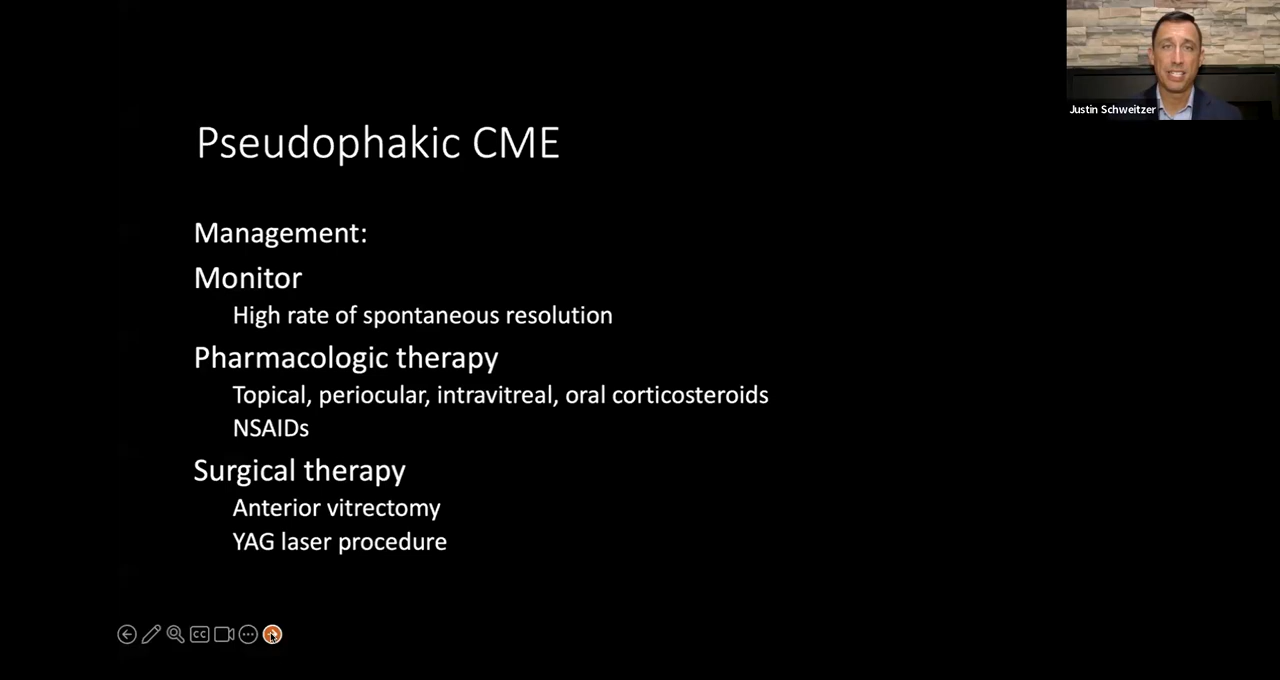 Justin Schweitzer
Pseudophakic CME
Management:
Monitor
High rate of spontaneous resolution
Pharmacologic therapy
Topical, periocular, intravitreal, oral corticosteroids
NSAIDs
Surgical therapy
Anterior vitrectomy
YAG laser procedure
CC